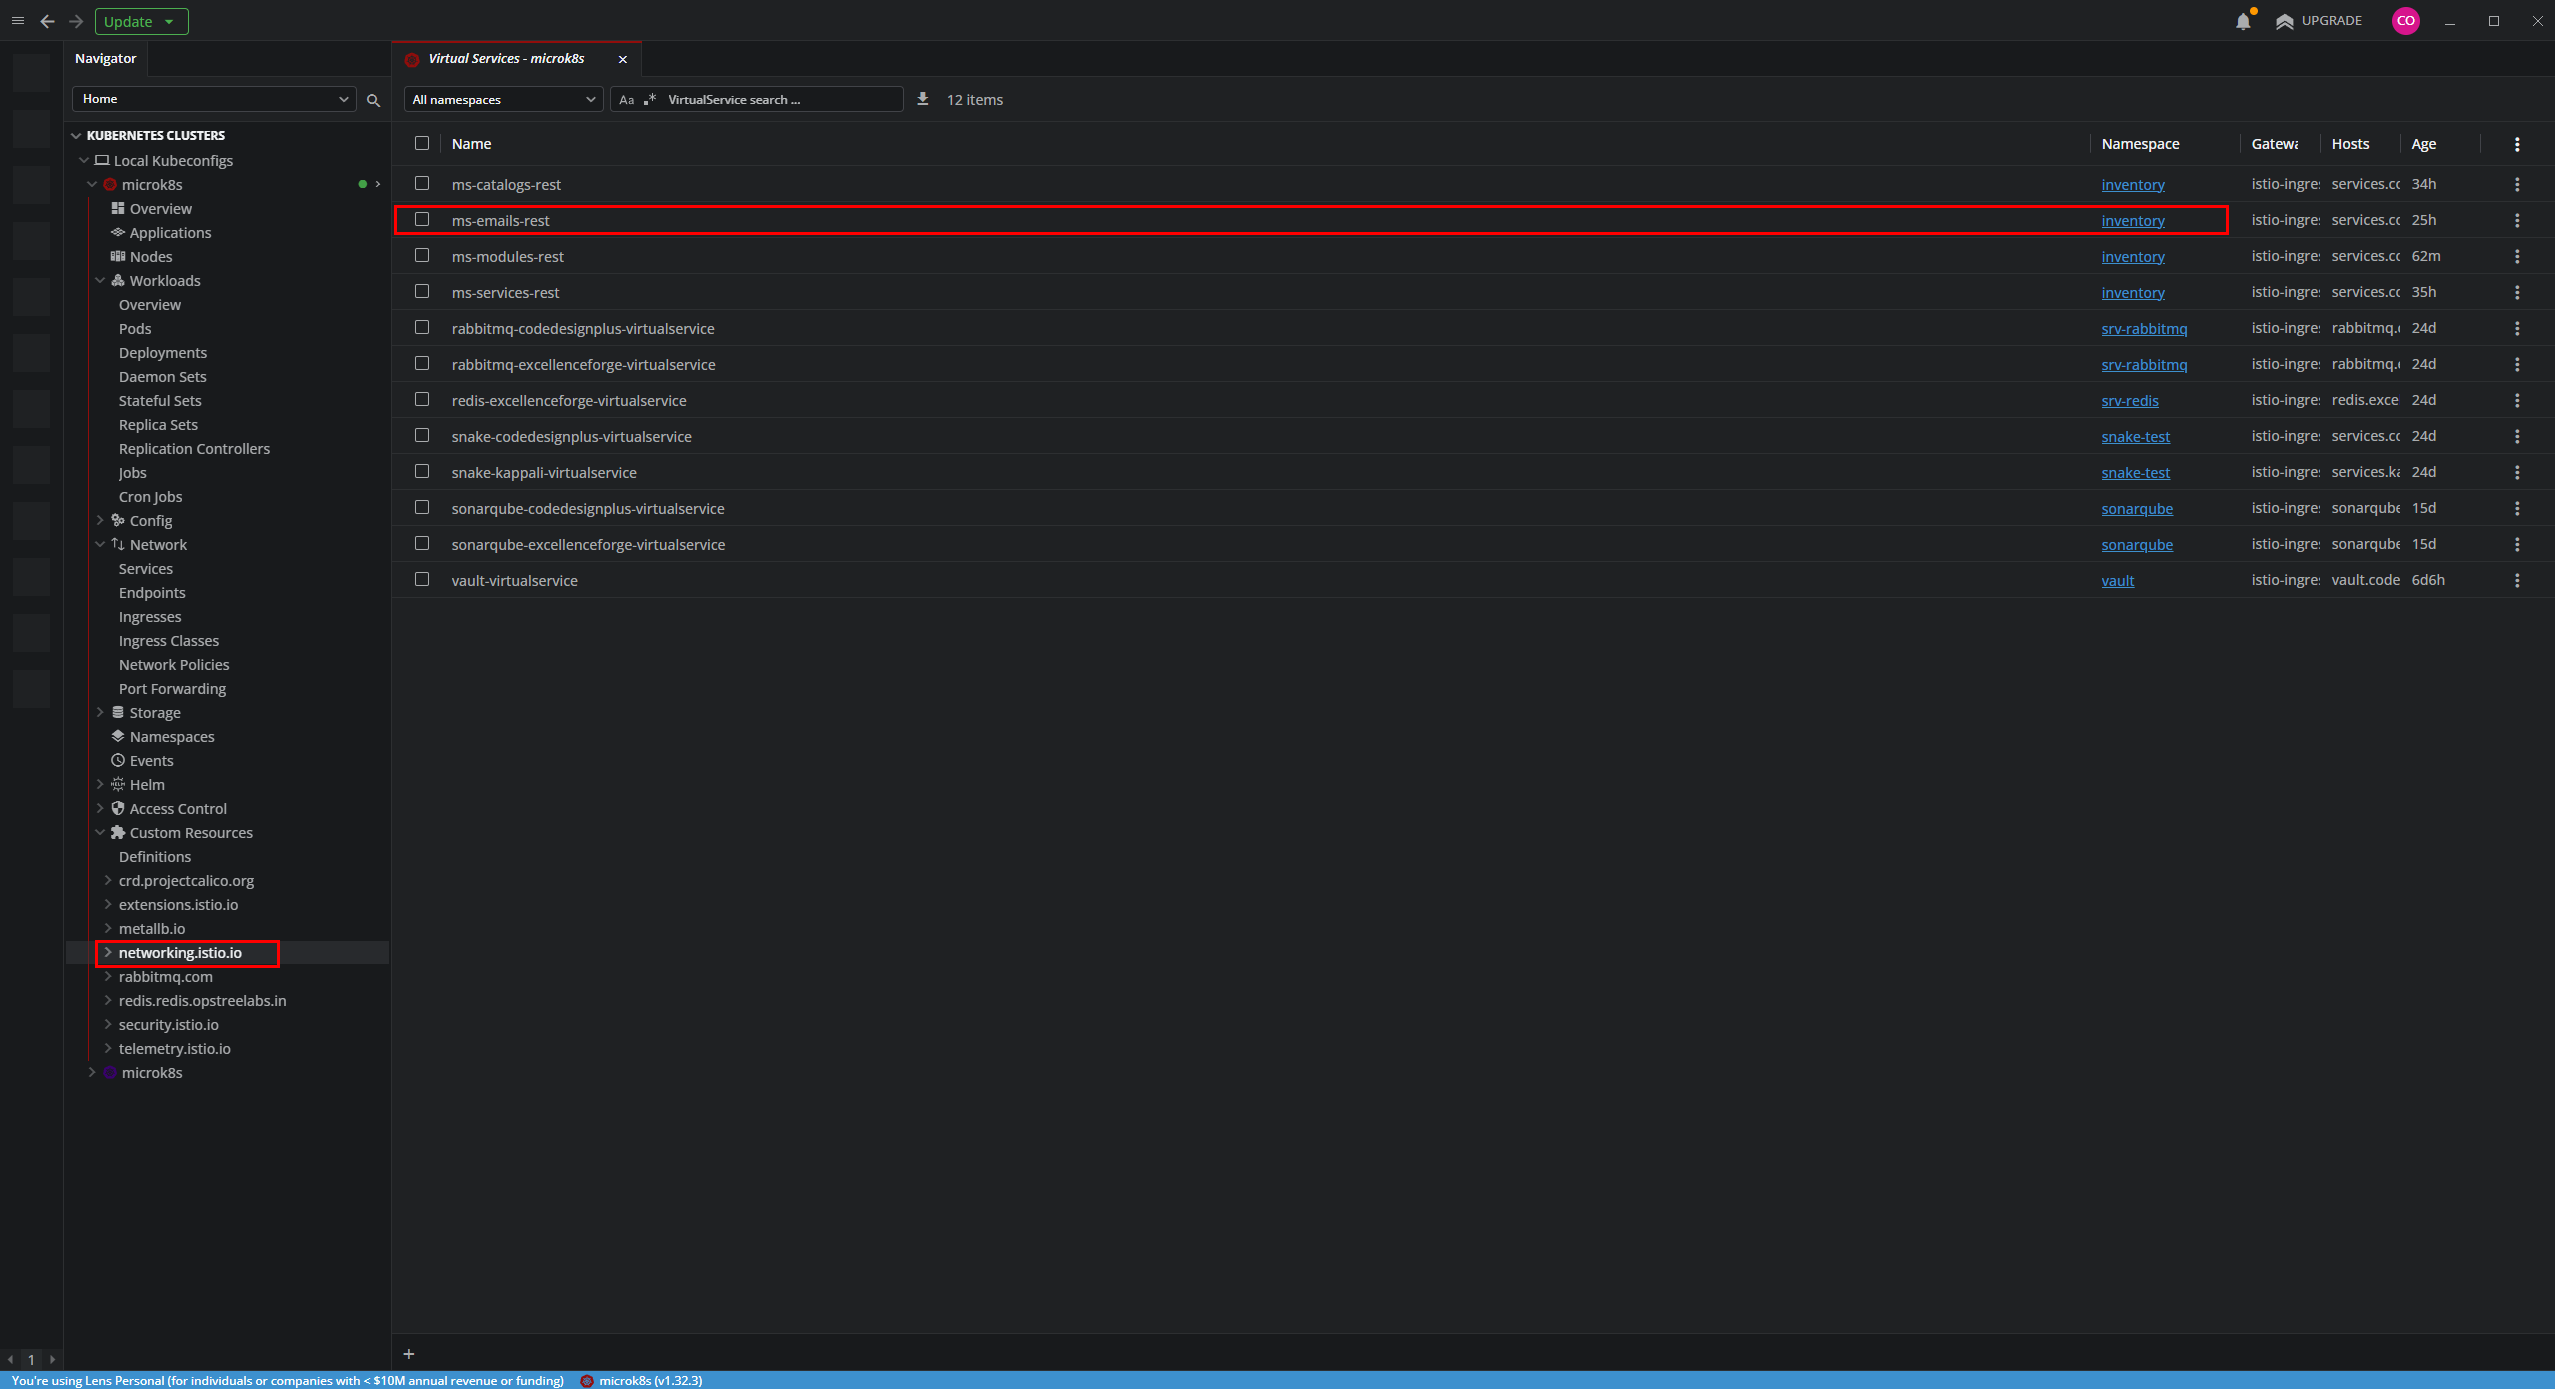 Update
UPGRADE
CO
Navigator
Virtual Services - microk8s
Home
All namespaces
Aa .* VirtualService search ...
12 items
KUBERNETES CLUSTERS
Local Kubeconfigs
microk8s
Overview
Applications
Nodes
Workloads
Overview
Pods
Deployments
Daemon Sets
Stateful Sets
Replica Sets
Replication Controllers
Jobs
Cron Jobs
Config
Network
Services
Endpoints
Ingresses
Ingress Classes
Network Policies
Port Forwarding
Storage
Namespaces
Events
Helm
Access Control
Custom Resources
Definitions
crd.projectcalico.org
extensions.istio.io
metallb.io
networking.istio.io
rabbitmq.com
redis.redis.opstreelabs.in
security.istio.io
telemetry.istio.io
microk8s
Name Namespace Gatewa Hosts Age
ms-catalogs-rest inventory istio-ingre services.cc 34h
ms-emails-rest inventory istio-ingre services.cc 25h
ms-modules-rest inventory istio-ingre services.cc 62m
ms-services-rest inventory istio-ingre services.cc 35h
rabbitmq-codedesignplus-virtualservice srv-rabbitmq istio-ingre rabbitmq. 24d
rabbitmq-excellenceforge-virtualservice srv-rabbitmq istio-ingre rabbitmq. 24d
redis-excellenceforge-virtualservice srv-redis istio-ingre redis.exce 24d
snake-codedesignplus-virtualservice snake-test istio-ingre services.cc 24d
snake-kappali-virtualservice snake-test istio-ingre services.ka 24d
sonarqube-codedesignplus-virtualservice sonarqube istio-ingre sonarqube 15d
sonarqube-excellenceforge-virtualservice sonarqube istio-ingre sonarqube 15d
vault-virtualservice vault istio-ingre vault.code 6d6h
1
You're using Lens Personal (for individuals or companies with < $10M annual revenue or funding) microk8s (v1.32.3)